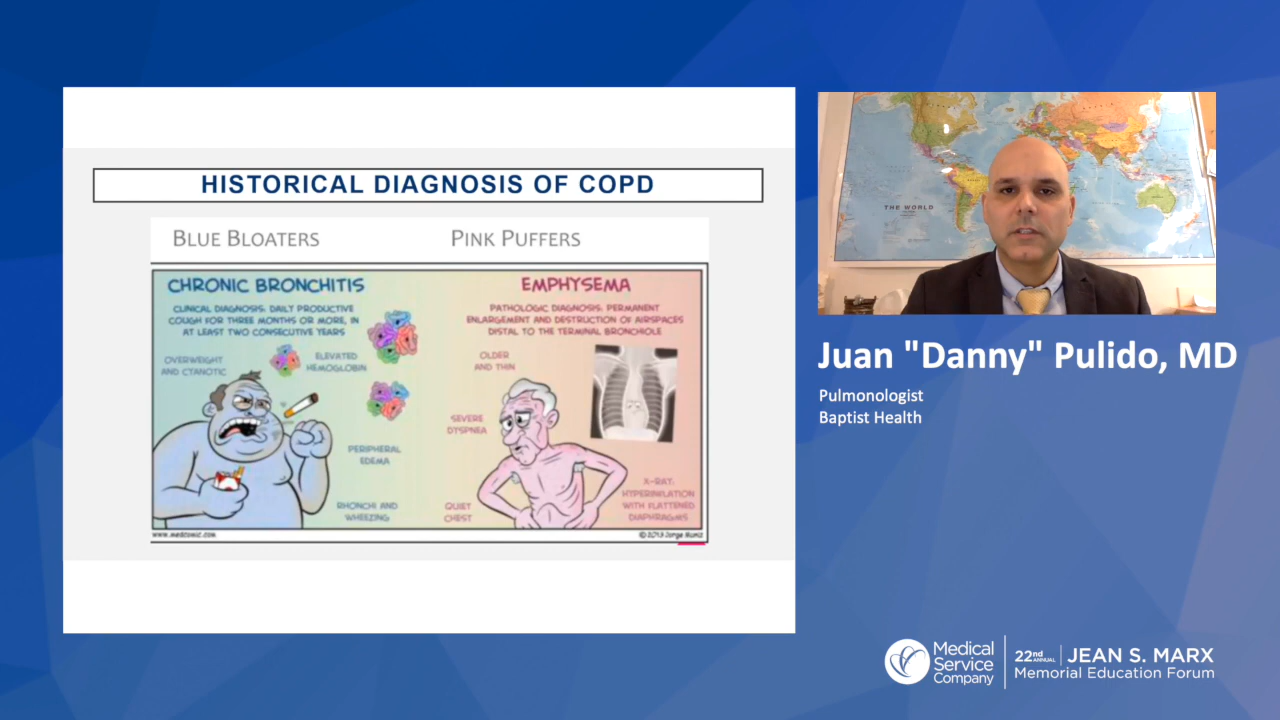 HISTORICAL DIAGNOSIS OF COPD
BLUE BLOATERS
PINK PUFFERS
CHRONIC BRONCHITIS
CLINICAL DIAGNOSIS: DAILY PRODUCTIVE
COUGH FOR THREE MONTHS OR MORE, IN
AT LEAST TWO CONSECUTIVE YEARS
OVERWEIGHT
AND CYANOTIC
ELEVATED
HEMOGLOBIN
PERIPHERAL
EDEMA
RHONCHI AND
WHEEZING
EMPHYSEMA
PATHOLOGIC DIAGNOSIS: PERMANENT
ENLARGEMENT AND DESTRUCTION OF AIRSPACES
DISTAL TO THE TERMINAL BRONCHIOLE
OLDER
AND THIN
SEVERE
DYSPNEA
QUIET
CHEST
X-RAY:
HYPERINFLATION
WITH FLATTENED
DIAPHRAGMS
www.medcomic.com
© 2013 Jorge Muniz
THE WORLD
Juan "Danny" Pulido, MD
Pulmonologist
Baptist Health
Medical
Service
Company
22nd ANNUAL | JEAN S. MARX
Memorial Education Forum